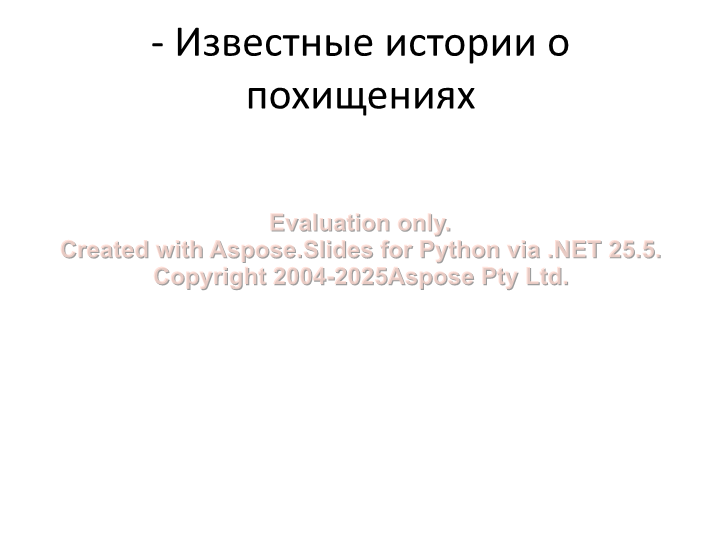 - Известные истории о
похищениях
Evaluation only.
Created with Aspose.Slides for Python via .NET 25.5.
Copyright 2004-2025Aspose Pty Ltd.